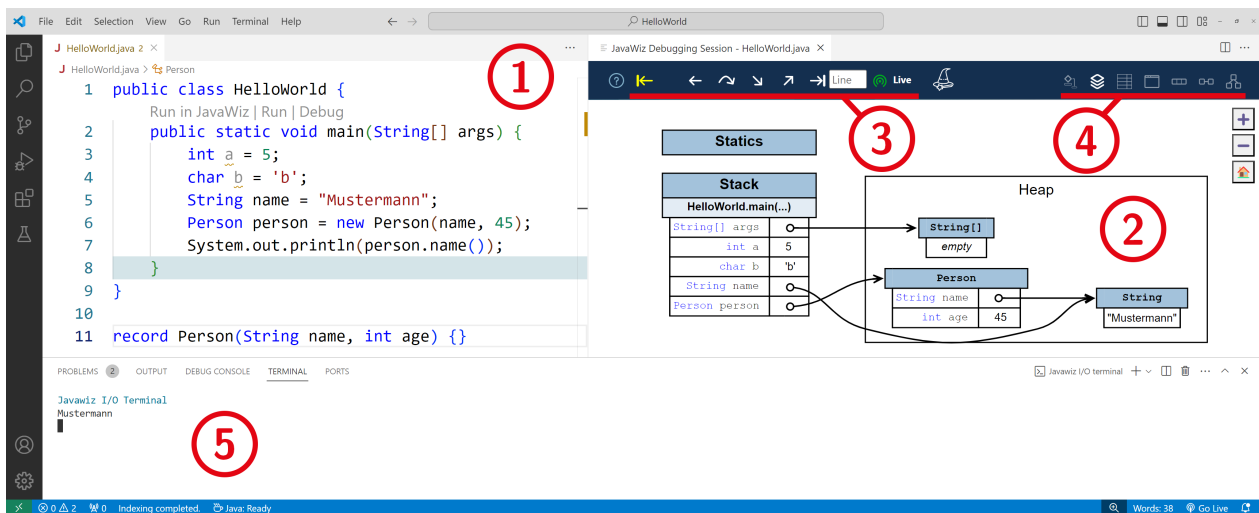 File Edit Selection View Go Run Terminal Help
HelloWorld
J HelloWorld.java 2
JavaWiz Debugging Session - HelloWorld.java
J HelloWorld.java > Person
Line
Live
1 public class HelloWorld {
Run in JavaWiz | Run | Debug
2 public static void main(String[] args) {
3 int a = 5;
4 char b = 'b';
5 String name = "Mustermann";
6 Person person = new Person(name, 45);
7 System.out.println(person.name());
8 }
9 }
10
11 record Person(String name, int age) {}
1
3
4
Statics
Stack
HelloWorld.main(...)
String[] args
int a 5
char b 'b'
String name
Person person
Heap
2
String[]
empty
Person
String name
int age 45
String
"Mustermann"
PROBLEMS 2 OUTPUT DEBUG CONSOLE TERMINAL PORTS
Javawiz I/O terminal
Javawiz I/O Terminal
Mustermann
5
0 2 0 Indexing completed. Java: Ready
Words: 38 Go Live